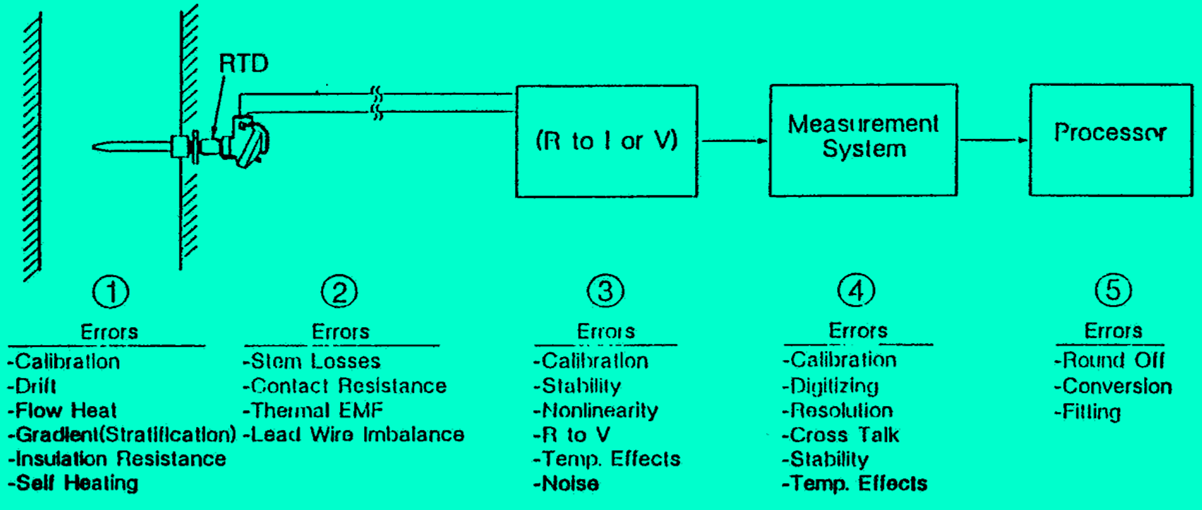 RTD
(R to I or V)
Measurement
System
Processor
1
Errors
-Calibration
-Drift
-Flow Heat
-Gradient(Stratification)
-Insulation Resistance
-Self Heating
2
Errors
-Stem Losses
-Contact Resistance
-Thermal EMF
-Lead Wire Imbalance
3
Errors
-Calibration
-Stability
-Nonlinearity
-R to V
-Temp. Effects
-Noise
4
Errors
-Calibration
-Digitizing
-Resolution
-Cross Talk
-Stability
-Temp. Effects
5
Errors
-Round Off
-Conversion
-Fitting